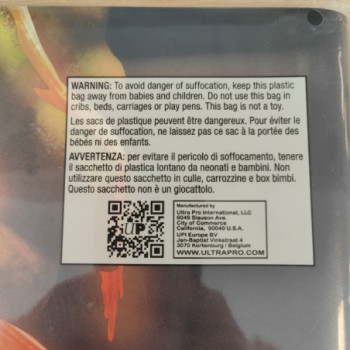 WARNING: To avoid danger of suffocation, keep this plastic
bag away from babies and children. Do not use this bag in
cribs, beds, carriages or play pens. This bag is not a toy.
Les sacs de plastique peuvent être dangereux. Pour éviter le
danger de suffocation, ne laissez pas ce sac à la portée des
bébés ni des enfants.
AVVERTENZA: per evitare il pericolo di soffocamento, tenere
il sacchetto di plastica lontano da neonati e bambini. Non
utilizzare questo sacchetto in culle, carrozzine e box bimbi.
Questo sacchetto non è un giocattolo.
UP
Manufactured by
Ultra Pro International, LLC
6049 Slauson Ave.
City of Commerce
California, 90040 U.S.A.
UPI Europe BV
Jan-Baptist Vinkstraat 4
3070 Kortenburg / Belgium
WWW.ULTRAPRO.COM